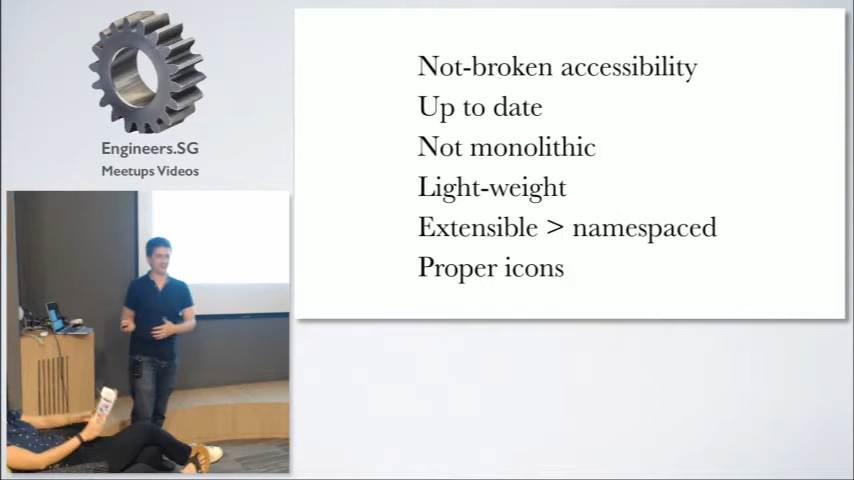 Engineers.SG
Meetups Videos
Not-broken accessibility
Up to date
Not monolithic
Light-weight
Extensible > namespaced
Proper icons